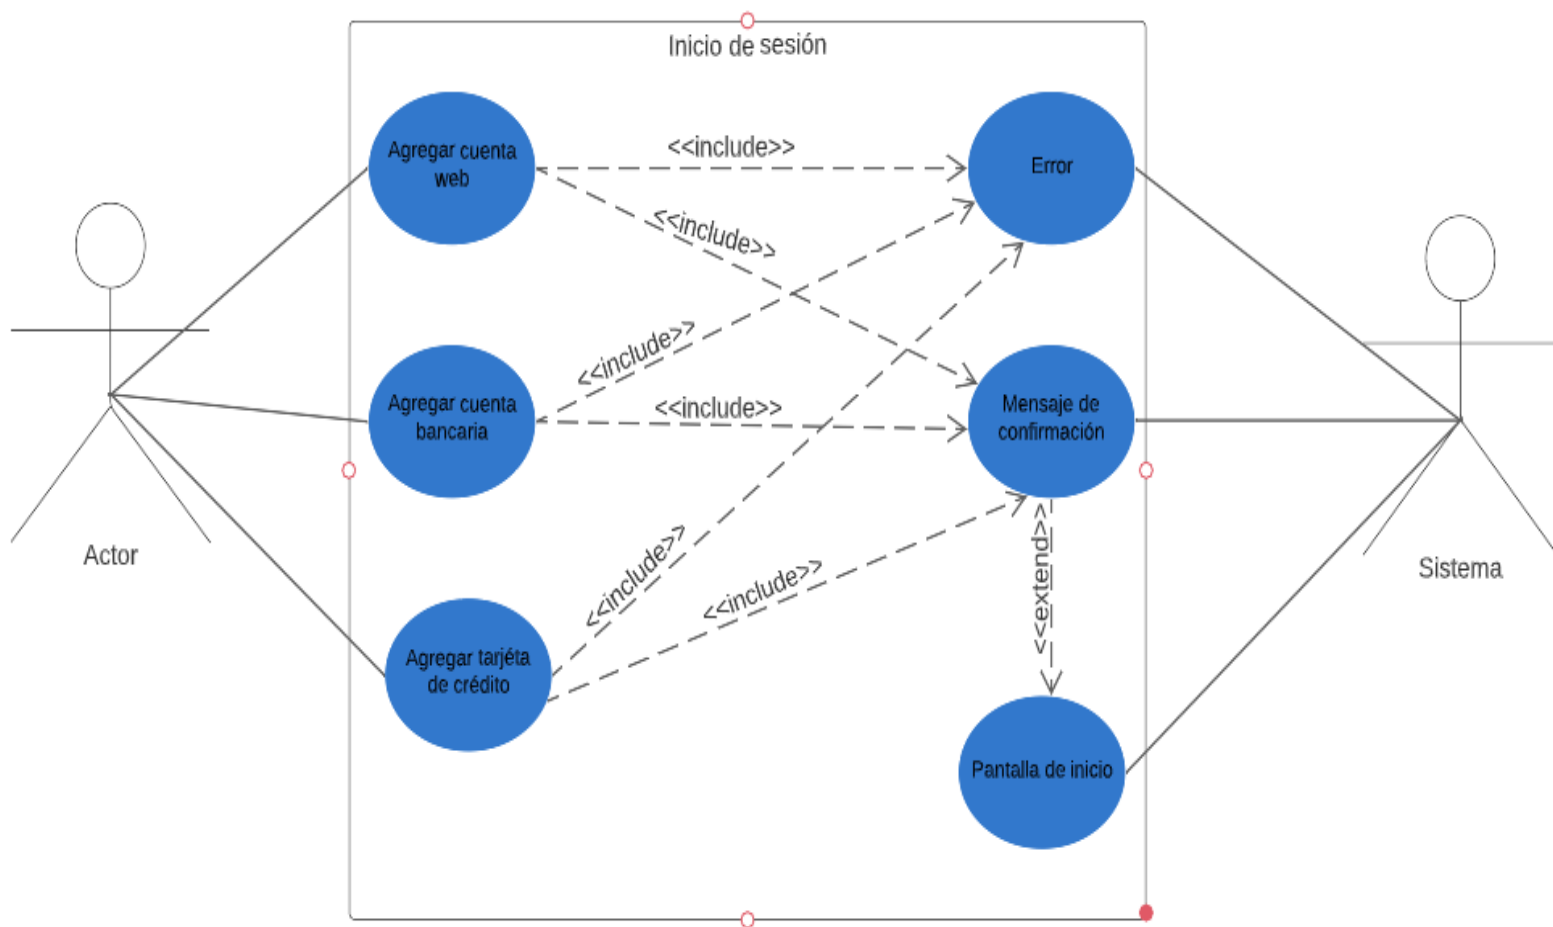 Inicio de sesión
Agregar cuenta
web
<<include>>
Error
<<include>>
<<include>>
Agregar cuenta
bancaria
<<include>>
Mensaje de
confirmación
Actor
Sistema
<<include>>
<<include>>
<<extend>>
Agregar tarjéta
de crédito
Pantalla de inicio